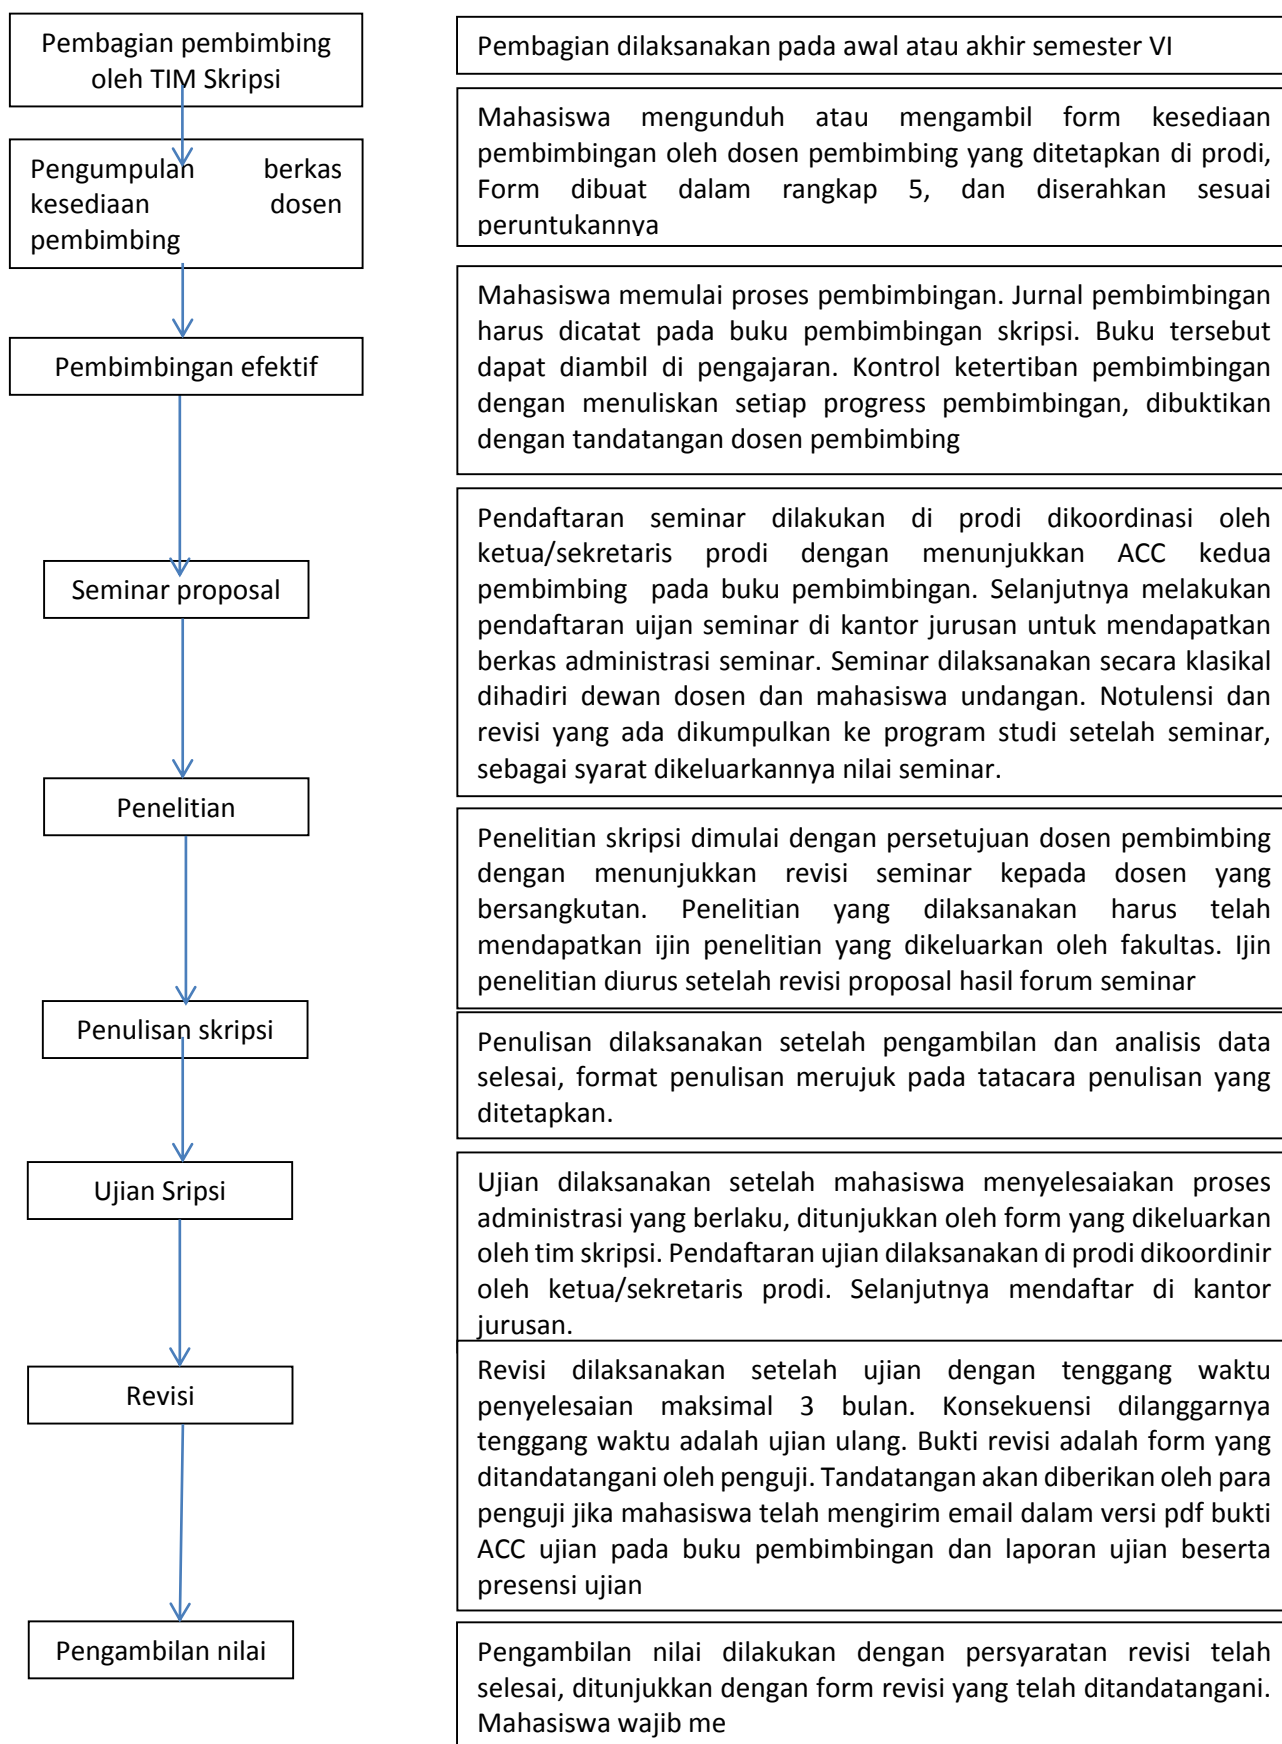 Pembagian pembimbing
oleh TIM Skripsi
Pembagian dilaksanakan pada awal atau akhir semester VI
Pengumpulan berkas
kesediaan dosen
pembimbing
Mahasiswa mengunduh atau mengambil form kesediaan
pembimbingan oleh dosen pembimbing yang ditetapkan di prodi,
Form dibuat dalam rangkap 5, dan diserahkan sesuai
peruntukannya
Pembimbingan efektif
Mahasiswa memulai proses pembimbingan. Jurnal pembimbingan
harus dicatat pada buku pembimbingan skripsi. Buku tersebut
dapat diambil di pengajaran. Kontrol ketertiban pembimbingan
dengan menuliskan setiap progress pembimbingan, dibuktikan
dengan tandatangan dosen pembimbing
Seminar proposal
Pendaftaran seminar dilakukan di prodi dikoordinasi oleh
ketua/sekretaris prodi dengan menunjukkan ACC kedua
pembimbing pada buku pembimbingan. Selanjutnya melakukan
pendaftaran uijan seminar di kantor jurusan untuk mendapatkan
berkas administrasi seminar. Seminar dilaksanakan secara klasikal
dihadiri dewan dosen dan mahasiswa undangan. Notulensi dan
revisi yang ada dikumpulkan ke program studi setelah seminar,
sebagai syarat dikeluarkannya nilai seminar.
Penelitian
Penelitian skripsi dimulai dengan persetujuan dosen pembimbing
dengan menunjukkan revisi seminar kepada dosen yang
bersangkutan. Penelitian yang dilaksanakan harus telah
mendapatkan ijin penelitian yang dikeluarkan oleh fakultas. Ijin
penelitian diurus setelah revisi proposal hasil forum seminar
Penulisan skripsi
Penulisan dilaksanakan setelah pengambilan dan analisis data
selesai, format penulisan merujuk pada tatacara penulisan yang
ditetapkan.
Ujian Sripsi
Ujian dilaksanakan setelah mahasiswa menyelesaiakan proses
administrasi yang berlaku, ditunjukkan oleh form yang dikeluarkan
oleh tim skripsi. Pendaftaran ujian dilaksanakan di prodi dikoordinir
oleh ketua/sekretaris prodi. Selanjutnya mendaftar di kantor
jurusan.
Revisi
Revisi dilaksanakan setelah ujian dengan tenggang waktu
penyelesaian maksimal 3 bulan. Konsekuensi dilanggarnya
tenggang waktu adalah ujian ulang. Bukti revisi adalah form yang
ditandatangani oleh penguji. Tandatangan akan diberikan oleh para
penguji jika mahasiswa telah mengirim email dalam versi pdf bukti
ACC ujian pada buku pembimbingan dan laporan ujian beserta
presensi ujian
Pengambilan nilai
Pengambilan nilai dilakukan dengan persyaratan revisi telah
selesai, ditunjukkan dengan form revisi yang telah ditandatangani.
Mahasiswa wajib me